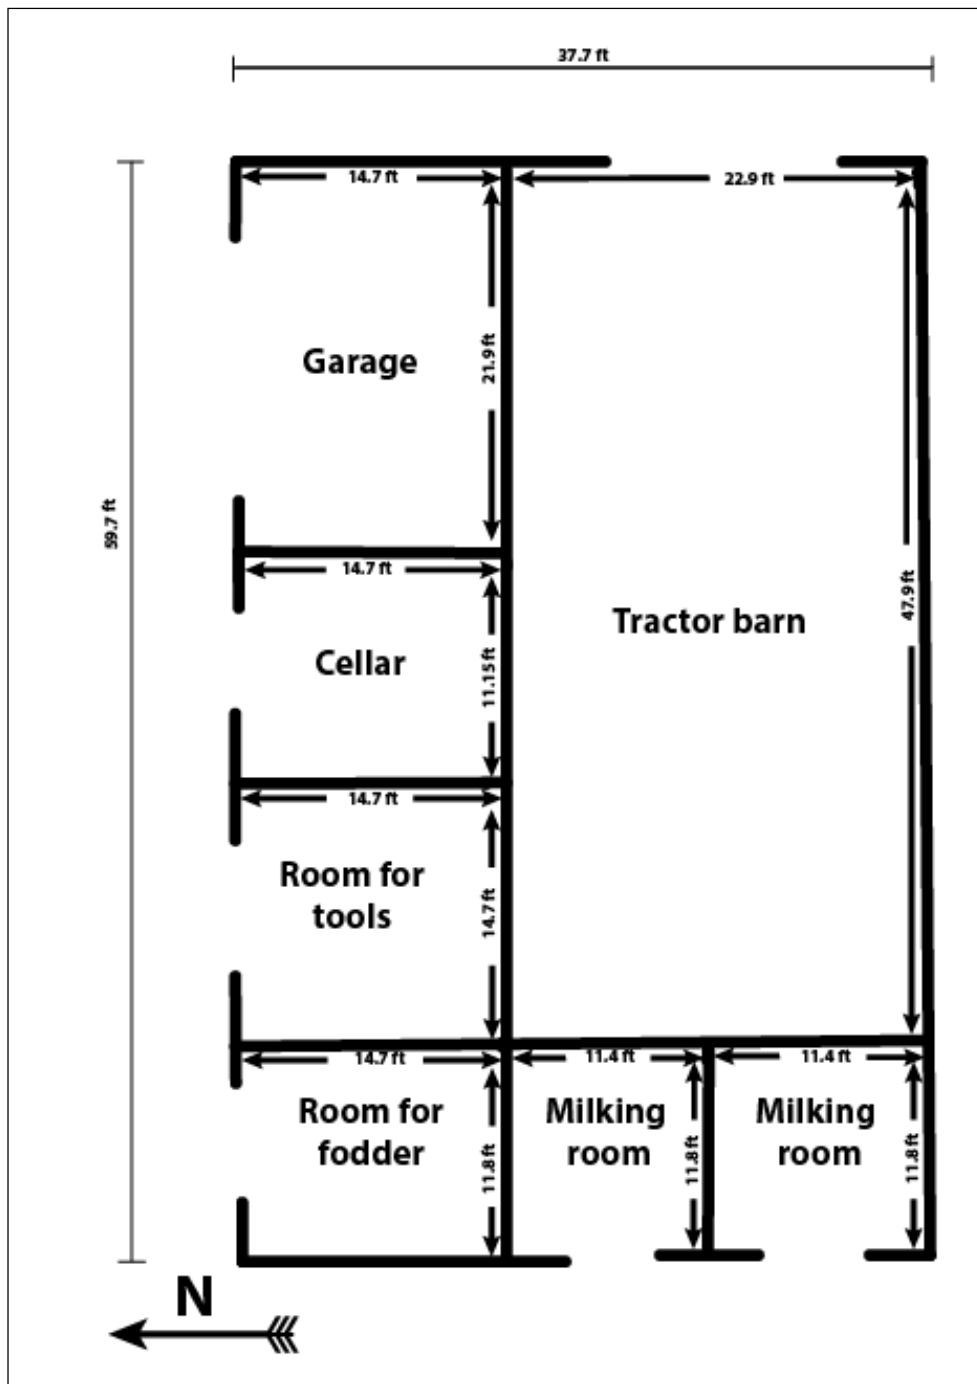 37.7 ft
14.7 ft
22.9 ft
59.7 ft
21.9 ft
Garage
14.7 ft
47.9 ft
Tractor barn
11.15 ft
Cellar
14.7 ft
Room for
tools
14.7 ft
14.7 ft
11.4 ft
11.4 ft
Room for
fodder
11.8 ft
Milking
room
11.8 ft
Milking
room
11.8 ft
N